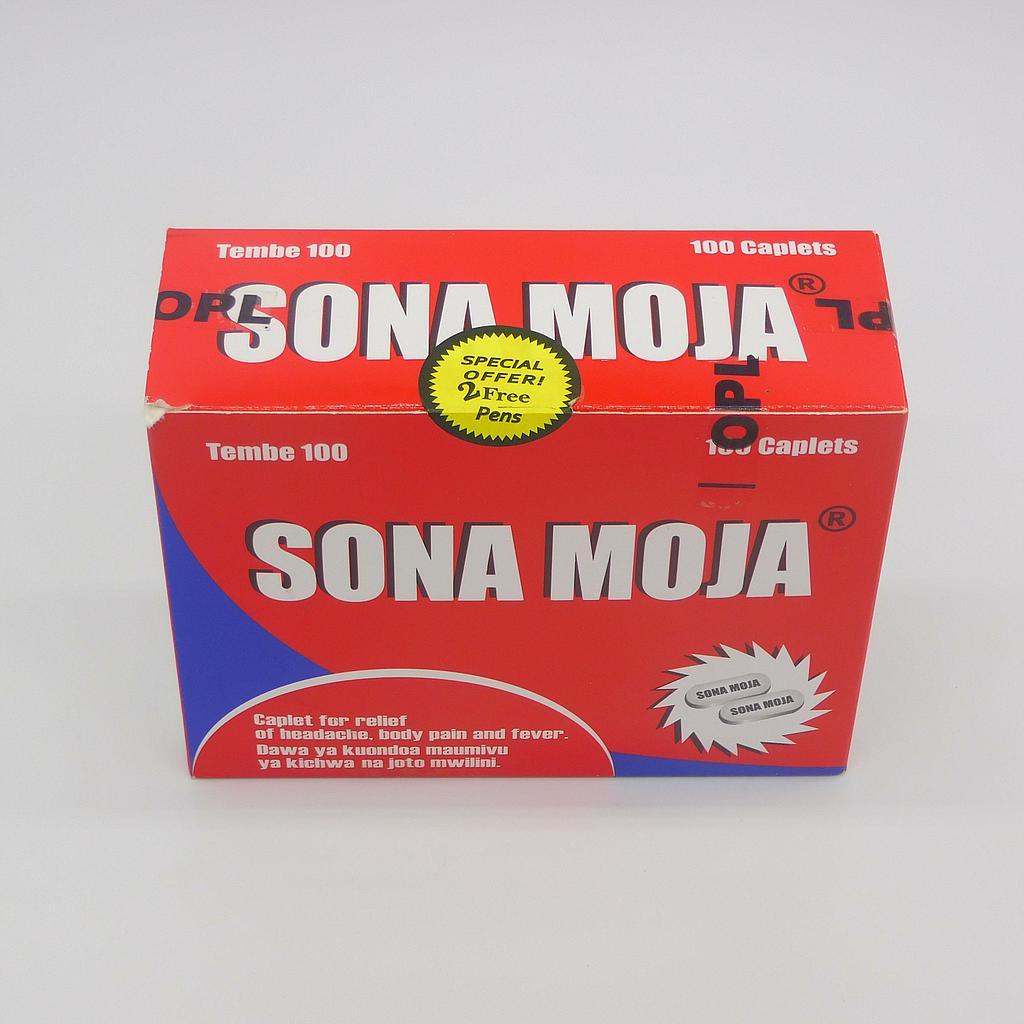 Tembe 100
100 Caplets
SONA MOJA®
OPL
OPL
SPECIAL
OFFER!
2 Free
Pens
OPL
Tembe 100
100 Caplets
SONA MOJA®
SONA MOJA
SONA MOJA
Caplet for relief
of headache, body pain and fever.
Dawa ya kuondoa maumivu
ya kichwa na joto mwilini.